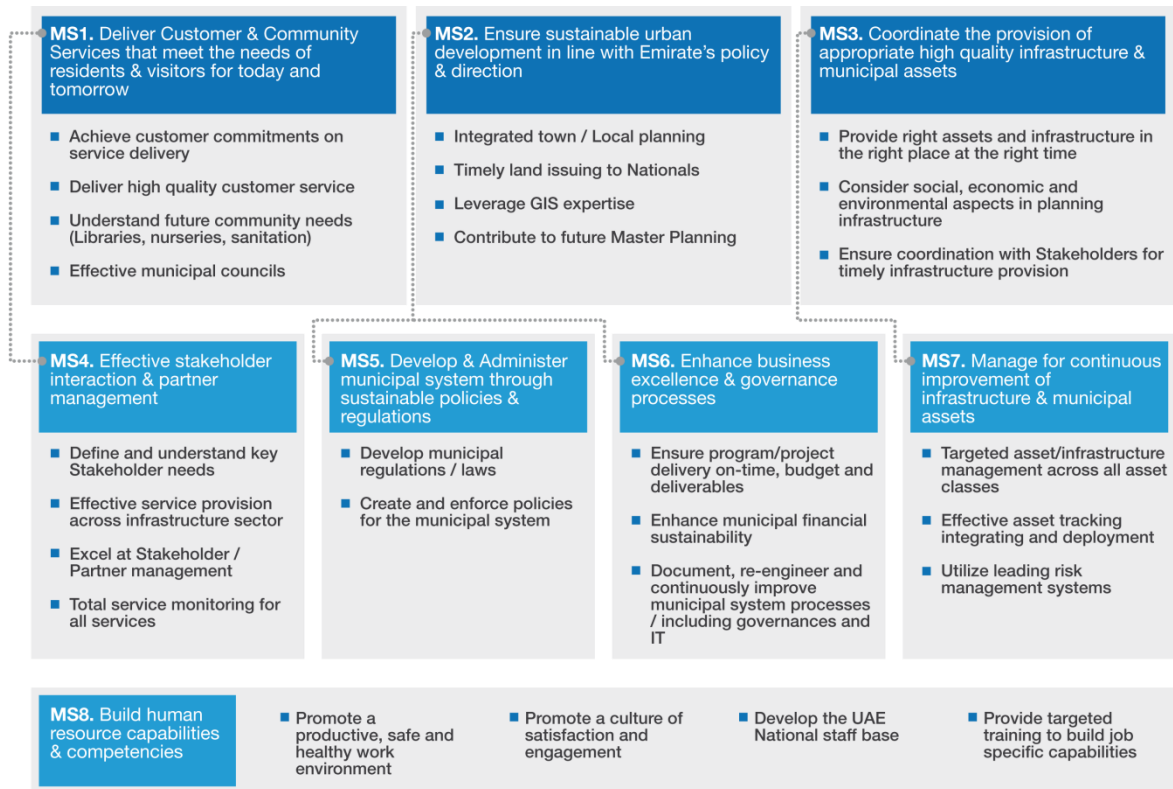 MS1. Deliver Customer & Community
Services that meet the needs of
residents & visitors for today and
tomorrow
Achieve customer commitments on
service delivery
Deliver high quality customer service
Understand future community needs
(Libraries, nurseries, sanitation)
Effective municipal councils
MS2. Ensure sustainable urban
development in line with Emirate's policy
& direction
Integrated town / Local planning
Timely land issuing to Nationals
Leverage GIS expertise
Contribute to future Master Planning
MS3. Coordinate the provision of
appropriate high quality infrastructure &
municipal assets
Provide right assets and infrastructure in
the right place at the right time
Consider social, economic and
environmental aspects in planning
infrastructure
Ensure coordination with Stakeholders for
timely infrastructure provision
MS4. Effective stakeholder
interaction & partner
management
Define and understand key
Stakeholder needs
Effective service provision
across infrastructure sector
Excel at Stakeholder /
Partner management
Total service monitoring for
all services
MS5. Develop & Administer
municipal system through
sustainable policies &
regulations
Develop municipal
regulations / laws
Create and enforce policies
for the municipal system
MS6. Enhance business
excellence & governance
processes
Ensure program/project
delivery on-time, budget and
deliverables
Enhance municipal financial
sustainability
Document, re-engineer and
continuously improve
municipal system processes
/ including governances and
IT
MS7. Manage for continuous
improvement of
infrastructure & municipal
assets
Targeted asset/infrastructure
management across all asset
classes
Effective asset tracking
integrating and deployment
Utilize leading risk
management systems
MS8. Build human
resource capabilities
& competencies
Promote a
productive, safe and
healthy work
environment
Promote a culture of
satisfaction and
engagement
Develop the UAE
National staff base
Provide targeted
training to build job
specific capabilities